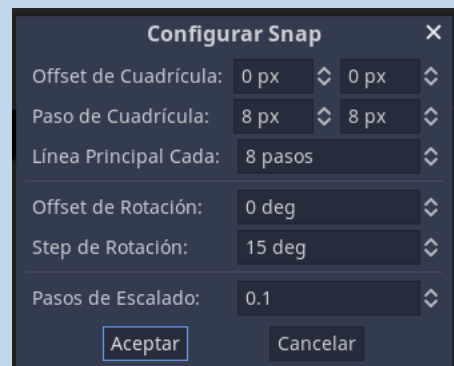 Configurar Snap
Offset de Cuadrícula: 0 px 0 px
Paso de Cuadrícula: 8 px 8 px
Línea Principal Cada: 8 pasos
Offset de Rotación: 0 deg
Step de Rotación: 15 deg
Pasos de Escalado: 0.1
Aceptar Cancelar